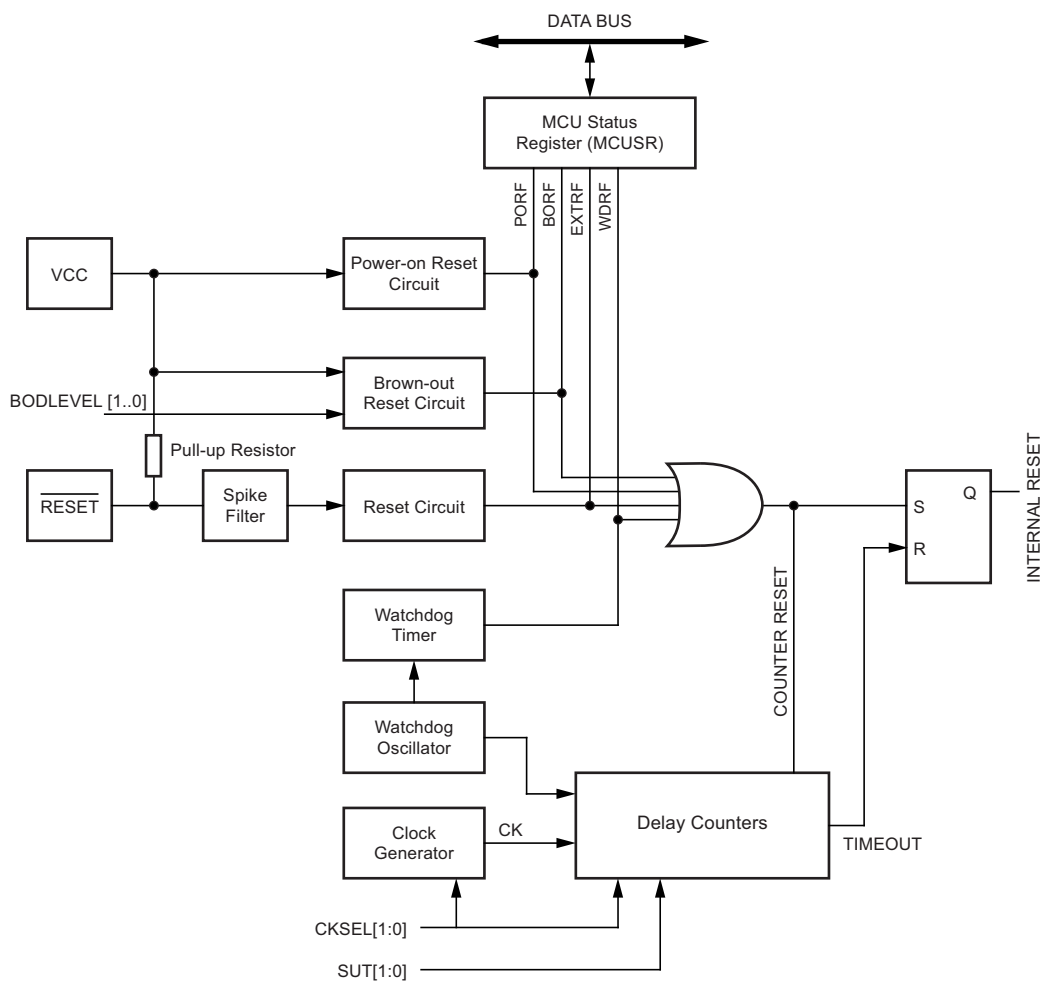 DATA BUS
MCU Status
Register (MCUSR)
PORF
BORF
EXTRF
WDRF
VCC
Power-on Reset
Circuit
Brown-out
Reset Circuit
BODLEVEL [1..0]
Pull-up Resistor
RESET
Spike
Filter
Reset Circuit
S
Q
R
INTERNAL RESET
Watchdog
Timer
COUNTER RESET
Watchdog
Oscillator
Clock
Generator
CK
Delay Counters
TIMEOUT
CKSEL[1:0]
SUT[1:0]